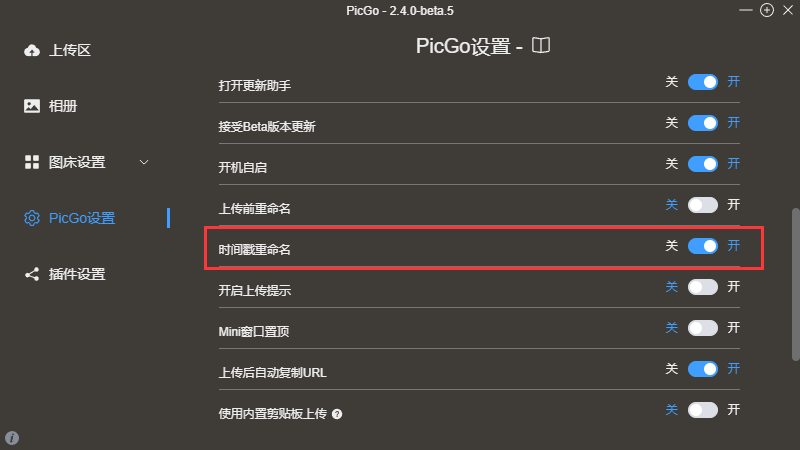 PicGo - 2.4.0-beta.5
上传区
相册
图床设置
PicGo设置
插件设置
PicGo设置 -
打开更新助手 关 开
接受Beta版本更新 关 开
开机自启 关 开
上传前重命名 关 开
时间戳重命名 关 开
开启上传提示 关 开
Mini窗口置顶 关 开
上传后自动复制URL 关 开
使用内置剪贴板上传 ? 关 开
i